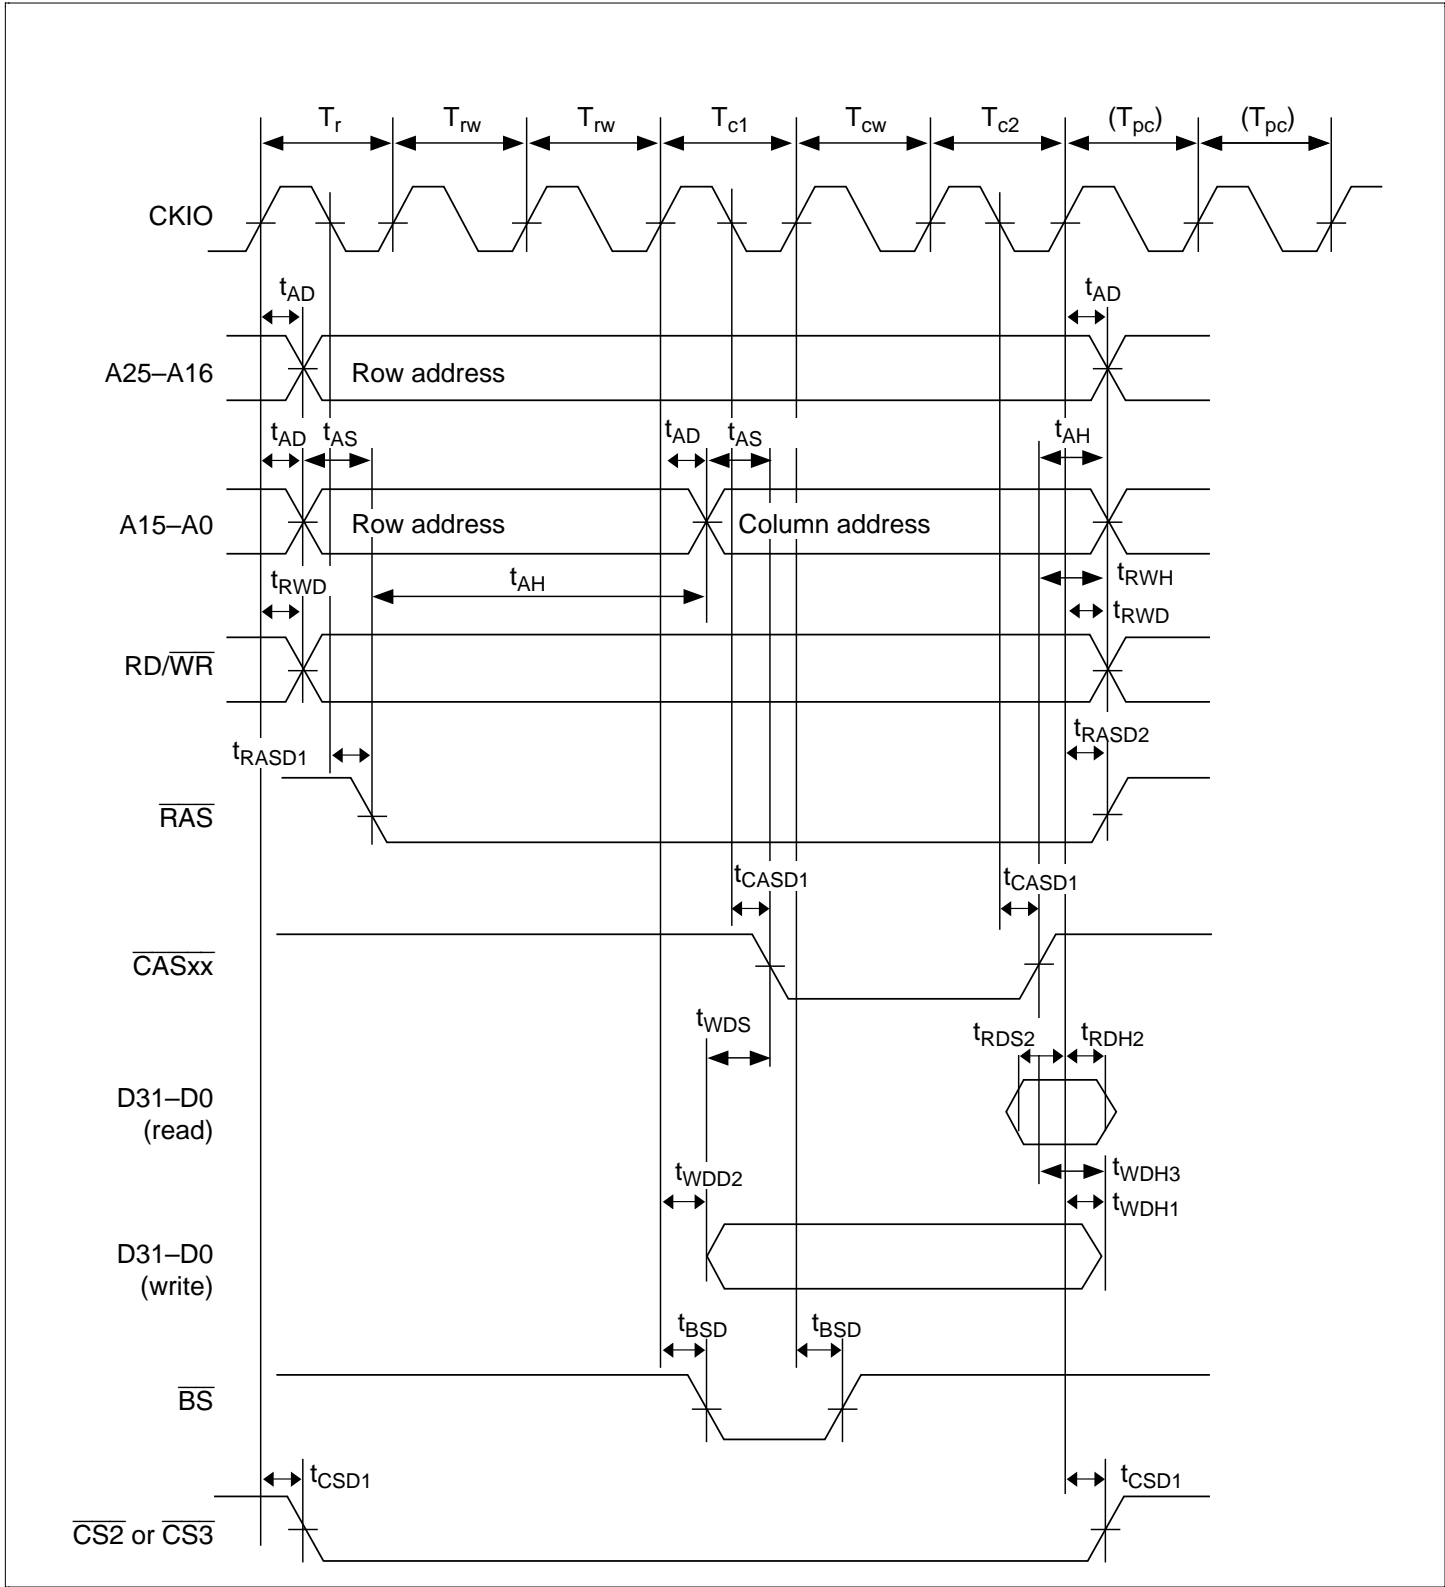 Tr Trw Trw Tc1 Tcw Tc2 (Tpc) (Tpc)
CKIO
tAD tAD
A25–A16 Row address
tAD tAS tAD tAS tAH
A15–A0 Row address Column address
tRWD tAH tRWH
tRWD
RD/WR
tRASD1 tRASD2
RAS
tCASD1 tCASD1
CASxx
tWDS tRDS2 tRDH2
D31–D0
(read)
tWDD2 tWDH3
tWDH1
D31–D0
(write)
tBSD tBSD
BS
tCSD1 tCSD1
CS2 or CS3